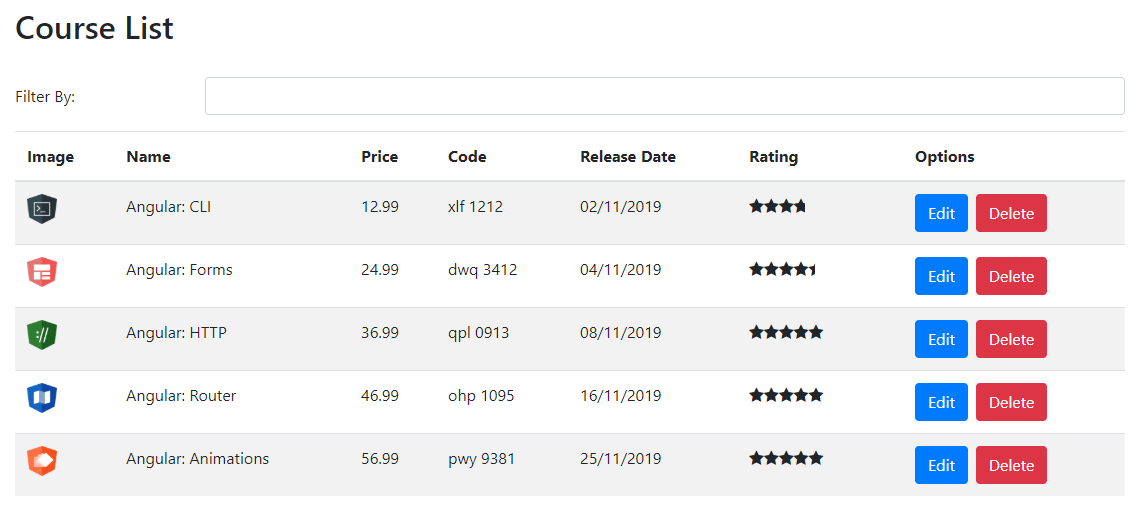 Course List
Filter By:
Image Name Price Code Release Date Rating Options
Angular: CLI 12.99 xlf 1212 02/11/2019 Edit Delete
Angular: Forms 24.99 dwq 3412 04/11/2019 Edit Delete
Angular: HTTP 36.99 qpl 0913 08/11/2019 Edit Delete
Angular: Router 46.99 ohp 1095 16/11/2019 Edit Delete
Angular: Animations 56.99 pwy 9381 25/11/2019 Edit Delete